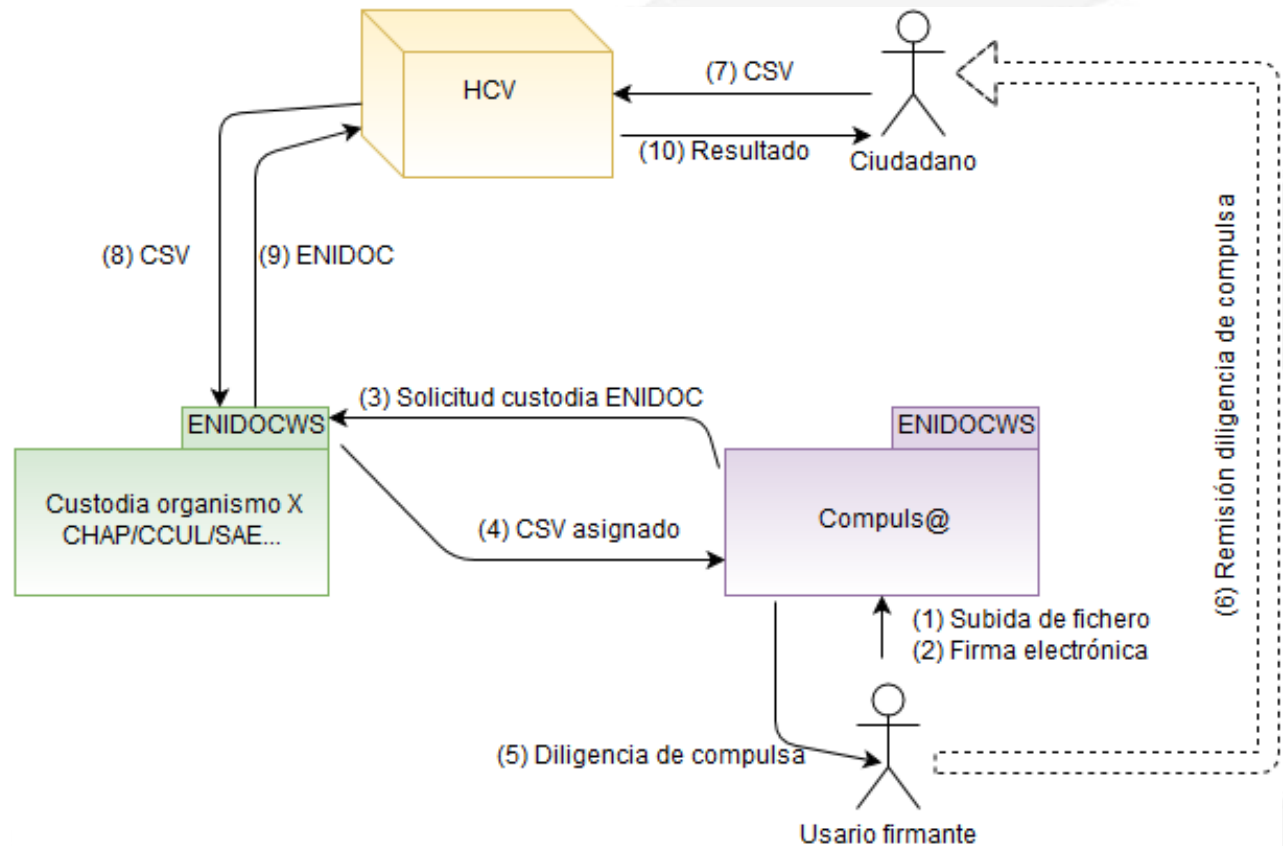 HCV
(7) CSV
(10) Resultado
Ciudadano
(8) CSV
(9) ENIDOC
(6) Remisión diligencia de compulsa
ENIDOCWS
(3) Solicitud custodia ENIDOC
ENIDOCWS
Custodia organismo X
CHAP/CCUL/SAE...
(4) CSV asignado
Compuls@
(1) Subida de fichero
(2) Firma electrónica
(5) Diligencia de compulsa
Usario firmante